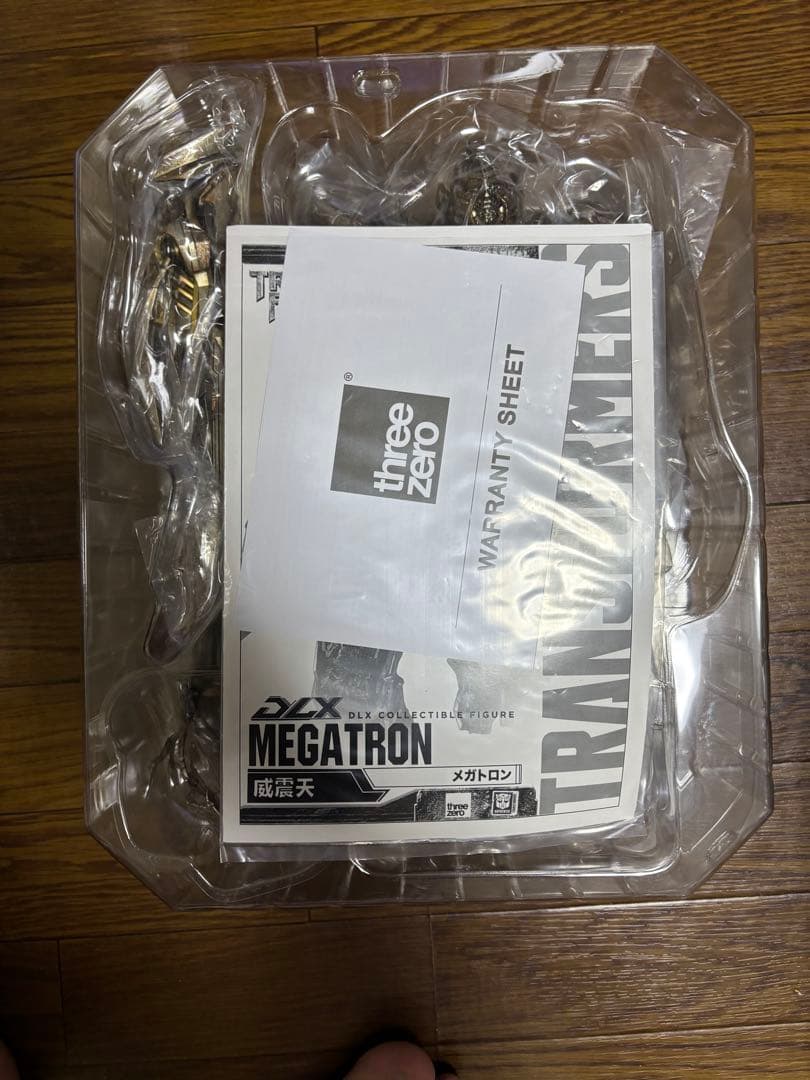 three
zero
®
WARRANTY SHEET
TRANSFORMERS
DLX
DLX COLLECTIBLE FIGURE
MEGATRON
メガトロン
威震天
three
zero